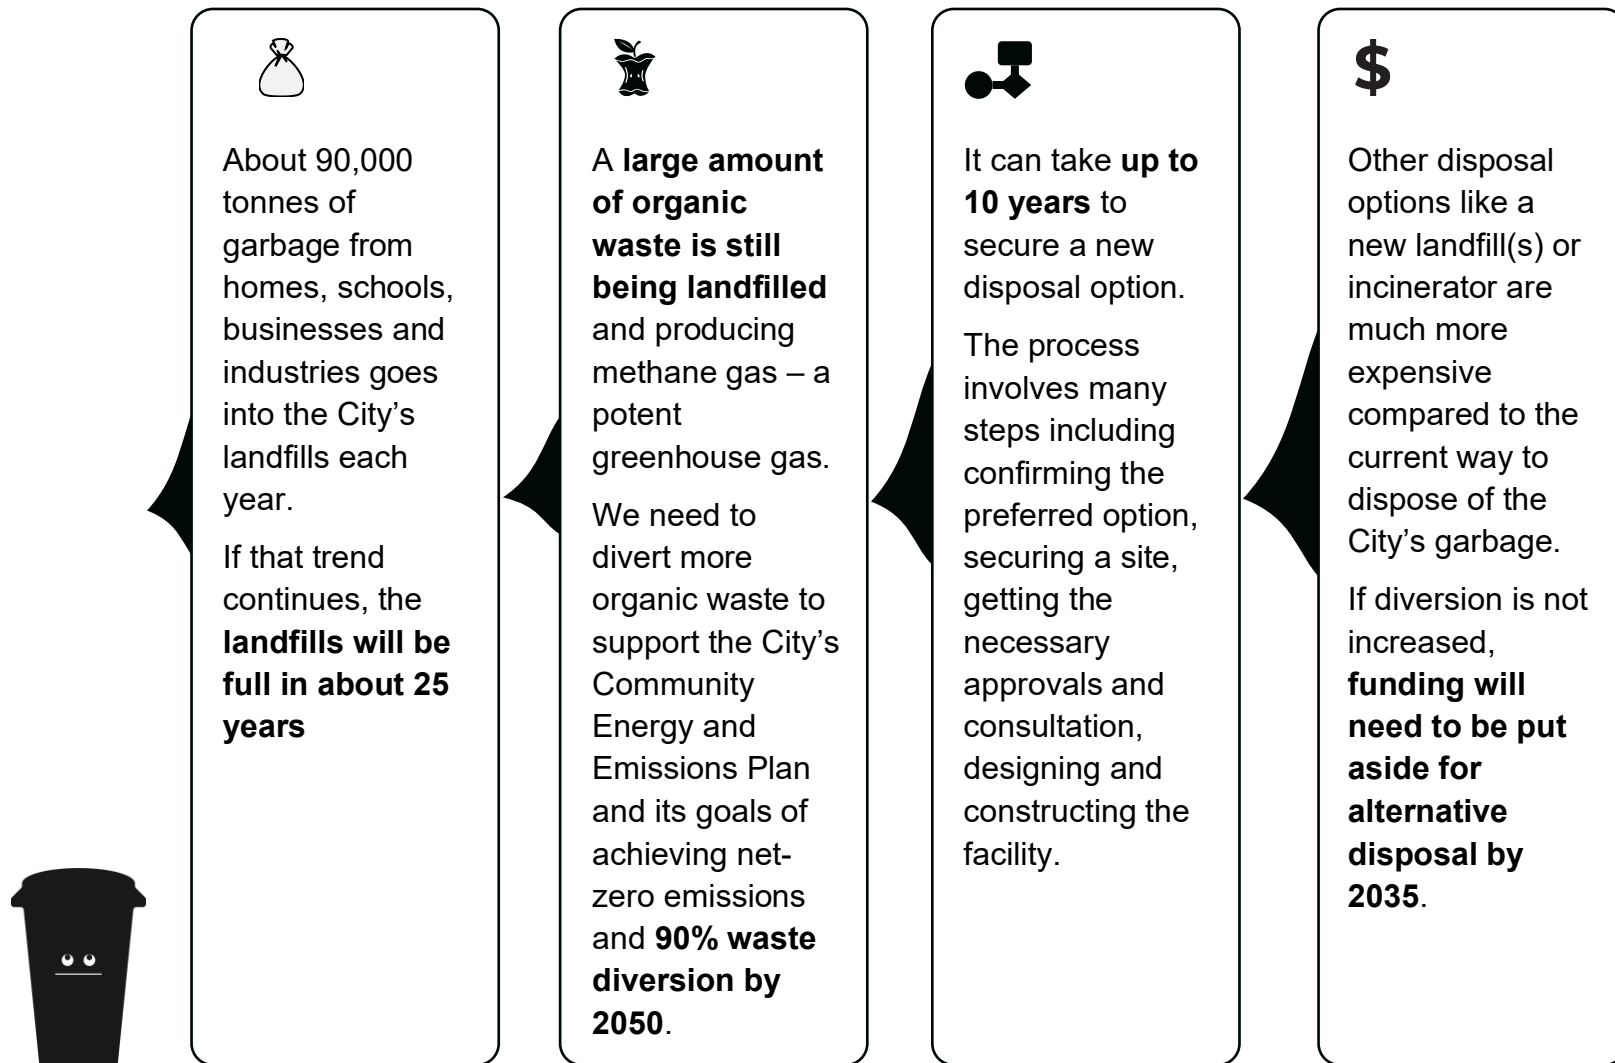 About 90,000
tonnes of
garbage from
homes, schools,
businesses and
industries goes
into the City’s
landfills each
year.
If that trend
continues, the
landfills will be
full in about 25
years
A large amount
of organic
waste is still
being landfilled
and producing
methane gas – a
potent
greenhouse gas.
We need to
divert more
organic waste to
support the City’s
Community
Energy and
Emissions Plan
and its goals of
achieving net-
zero emissions
and 90% waste
diversion by
2050.
It can take up to
10 years to
secure a new
disposal option.
The process
involves many
steps including
confirming the
preferred option,
securing a site,
getting the
necessary
approvals and
consultation,
designing and
constructing the
facility.
$
Other disposal
options like a
new landfill(s) or
incinerator are
much more
expensive
compared to the
current way to
dispose of the
City’s garbage.
If diversion is not
increased,
funding will
need to be put
aside for
alternative
disposal by
2035.